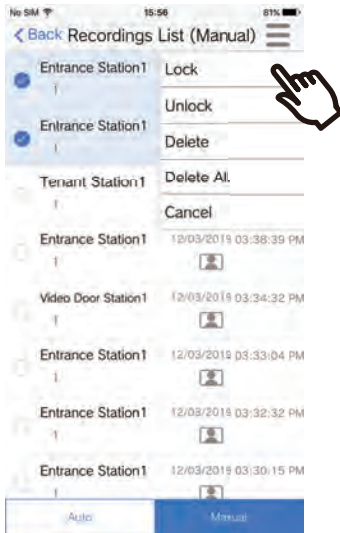 No SIM 15:56 81%
Back Recordings List (Manual)
Entrance Station1
1
Lock
Unlock
Entrance Station1
1
Delete
Tenant Station1
1
Delete All
Cancel
Entrance Station1 12/03/2019 03:38:39 PM
1
Video Door Station1 12/03/2019 03:34:32 PM
1
Entrance Station1 12/03/2019 03:33:04 PM
1
Entrance Station1 12/03/2019 03:32:32 PM
1
Entrance Station1 12/03/2019 03:30:15 PM
1
Auto Manual